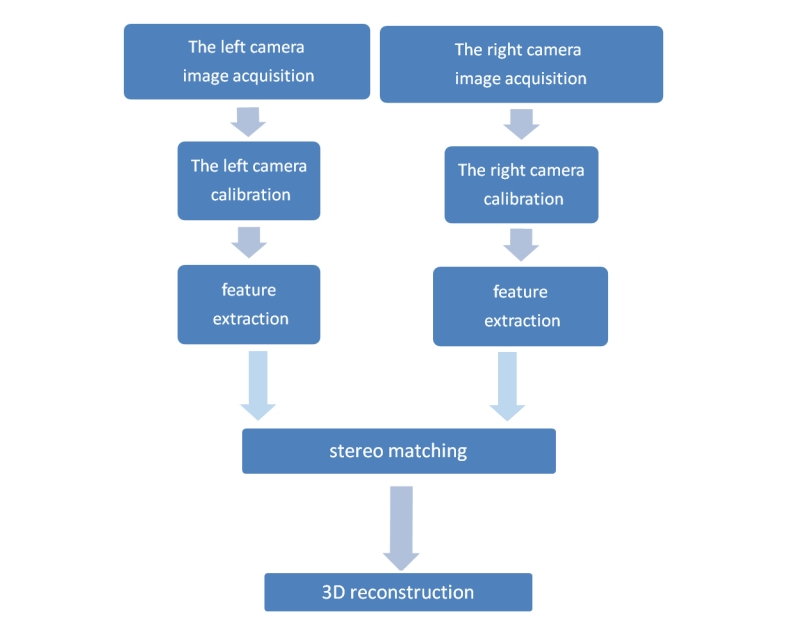 The left camera
image acquisition
The right camera
image acquisition
The left camera
calibration
The right camera
calibration
feature
extraction
feature
extraction
stereo matching
3D reconstruction